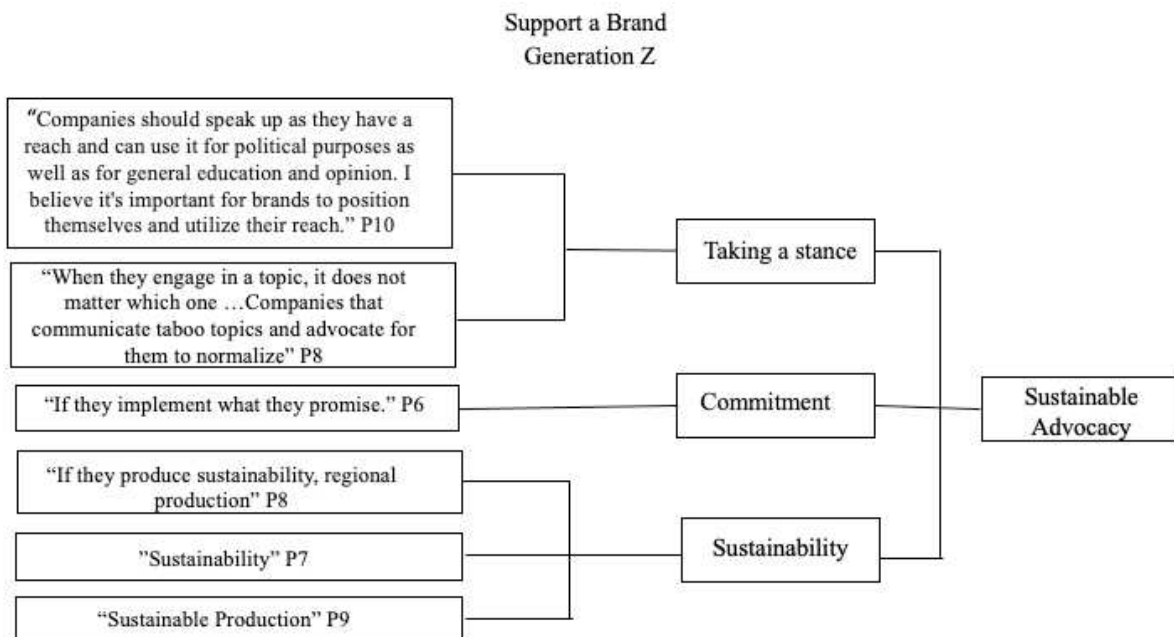 Support a Brand
Generation Z
“Companies should speak up as they have a
reach and can use it for political purposes as
well as for general education and opinion. I
believe it's important for brands to position
themselves and utilize their reach.” P10
“When they engage in a topic, it does not
matter which one …Companies that
communicate taboo topics and advocate for
them to normalize” P8
“If they implement what they promise.” P6
“If they produce sustainability, regional
production” P8
”Sustainability” P7
“Sustainable Production” P9
Taking a stance
Commitment
Sustainability
Sustainable
Advocacy